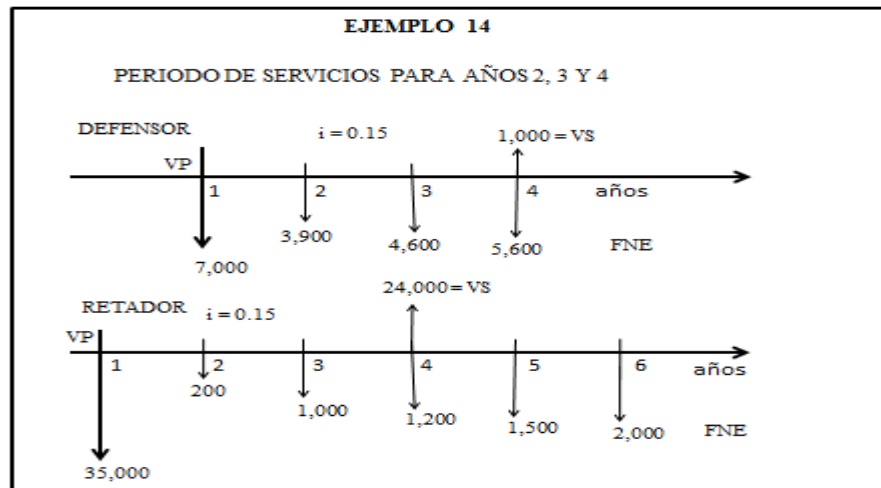 EJEMPLO 14
PERIODO DE SERVICIOS PARA AÑOS 2, 3 Y 4
DEFENSOR i = 0.15 1,000 = VS
VP
1 2 3 4 años
3,900 4,600 5,600 FNE
7,000
24,000 = VS
RETADOR i = 0.15
VP
1 2 3 4 5 6 años
200
1,000 1,200 1,500 2,000 FNE
35,000